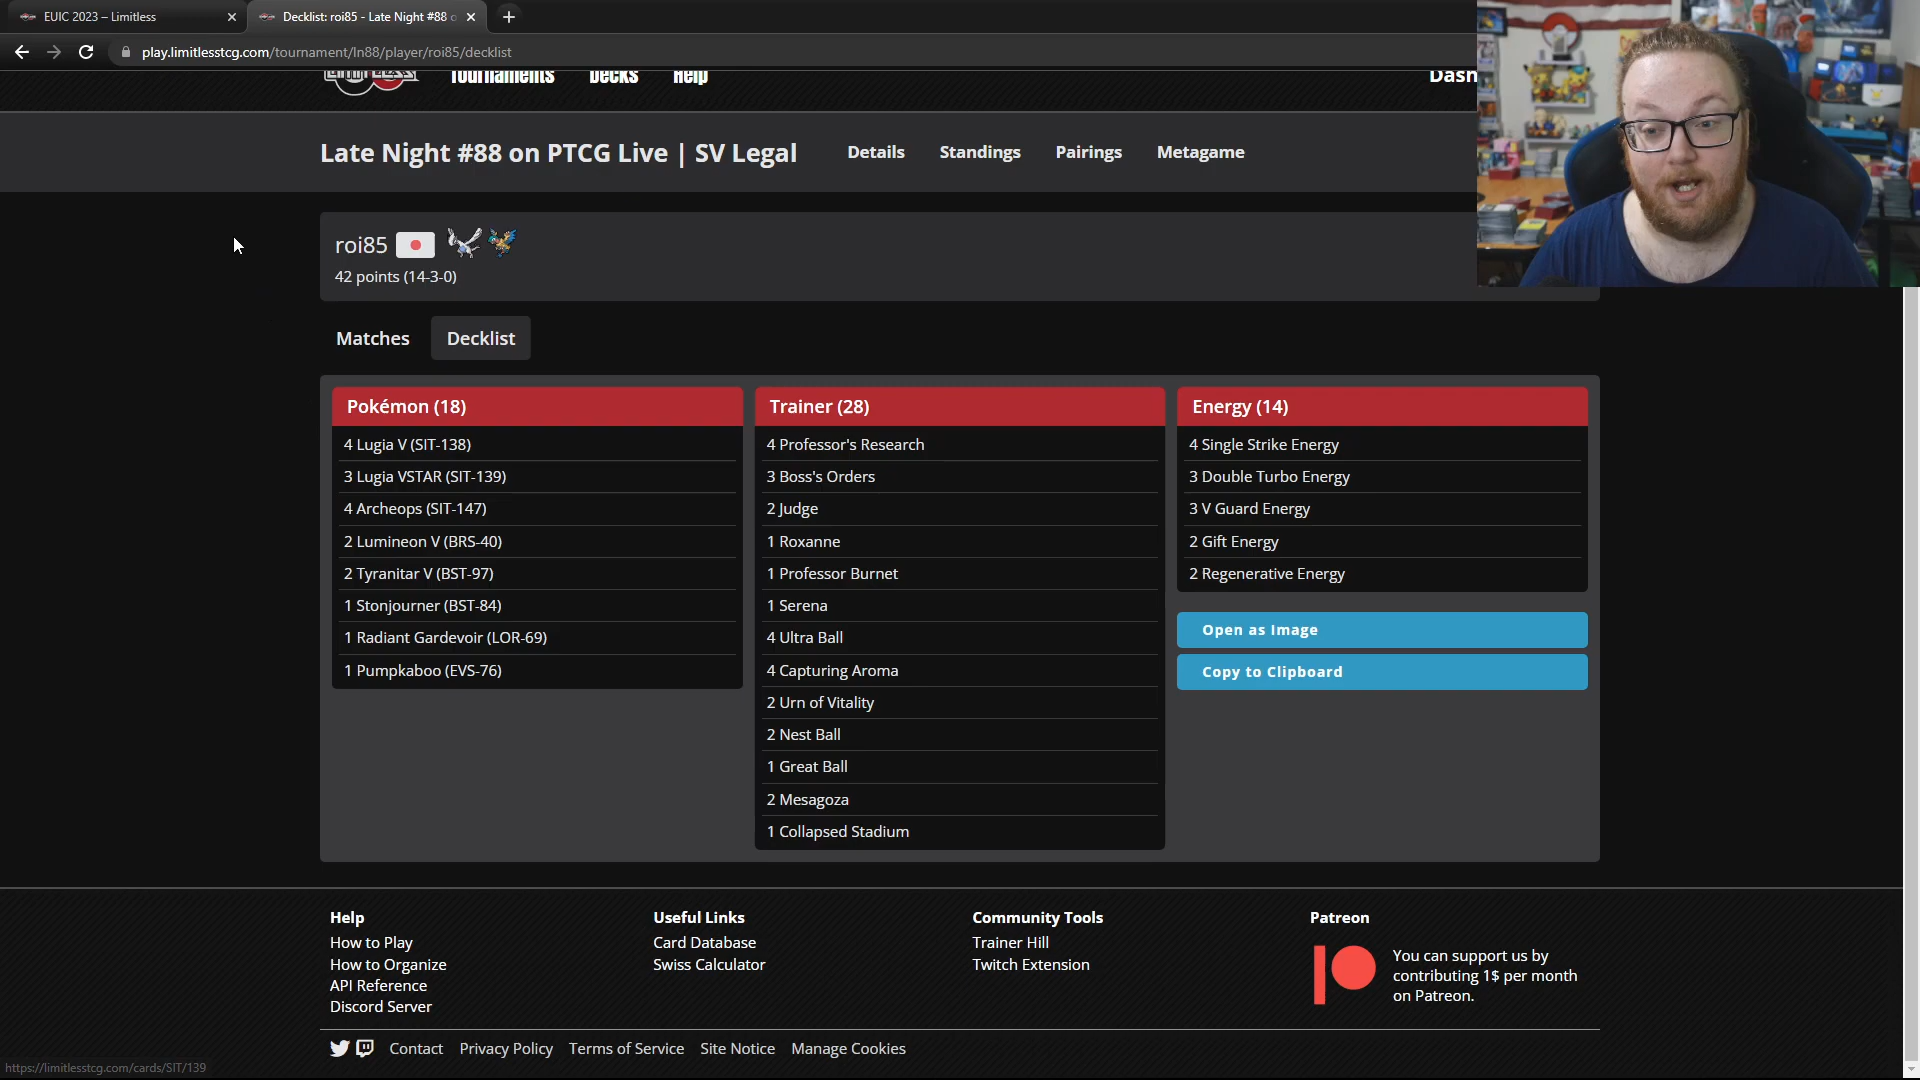 EUIC 2023 – Limitless
Decklist: roi85 - Late Night #88
play.limitlesstcg.com/tournament/ln88/player/roi85/decklist
Tournaments Decks Help
Dash
Late Night #88 on PTCG Live | SV Legal
Details Standings Pairings Metagame
roi85
42 points (14-3-0)
Matches Decklist
Pokémon (18)
4 Lugia V (SIT-138)
3 Lugia VSTAR (SIT-139)
4 Archeops (SIT-147)
2 Lumineon V (BRS-40)
2 Tyranitar V (BST-97)
1 Stonjourner (BST-84)
1 Radiant Gardevoir (LOR-69)
1 Pumpkaboo (EVS-76)
Trainer (28)
4 Professor's Research
3 Boss's Orders
2 Judge
1 Roxanne
1 Professor Burnet
1 Serena
4 Ultra Ball
4 Capturing Aroma
2 Urn of Vitality
2 Nest Ball
1 Great Ball
2 Mesagoza
1 Collapsed Stadium
Energy (14)
4 Single Strike Energy
3 Double Turbo Energy
3 V Guard Energy
2 Gift Energy
2 Regenerative Energy
Open as Image
Copy to Clipboard
Help
How to Play
How to Organize
API Reference
Discord Server
Useful Links
Card Database
Swiss Calculator
Community Tools
Trainer Hill
Twitch Extension
Patreon
You can support us by
contributing 1$ per month
on Patreon.
Contact Privacy Policy Terms of Service Site Notice Manage Cookies
https://limitlesstcg.com/cards/SIT/139